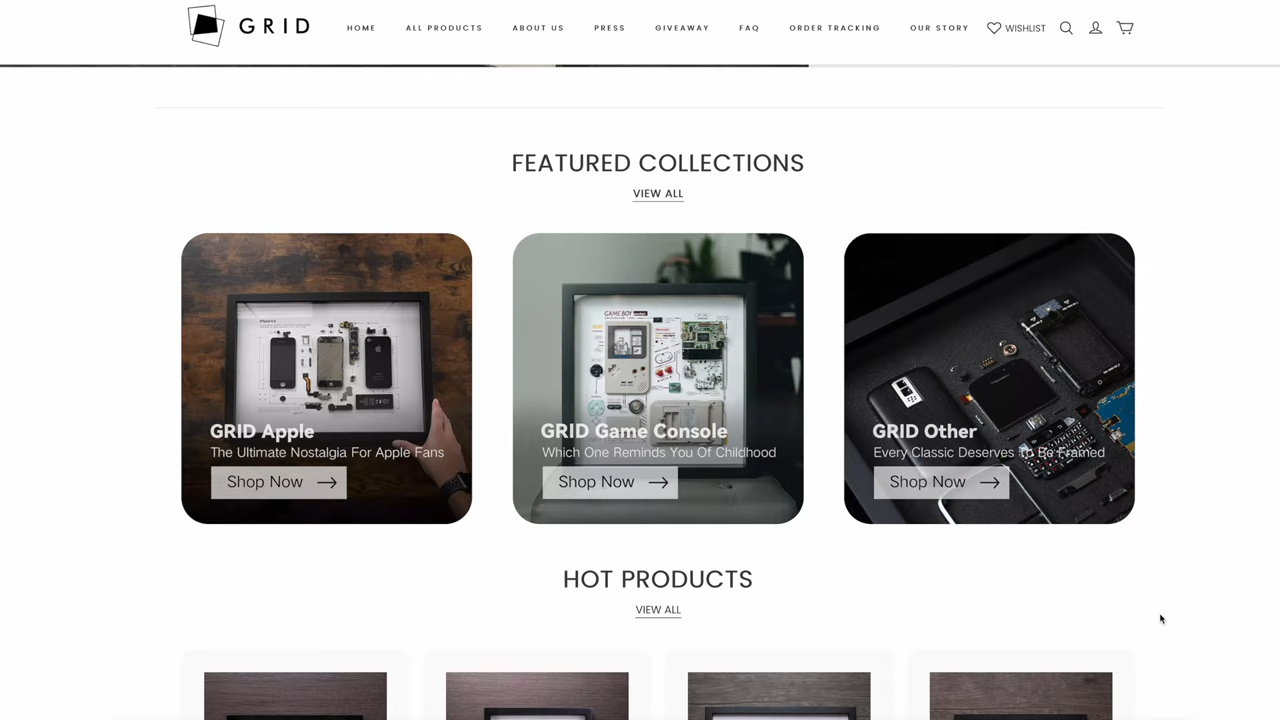 GRID
HOME ALL PRODUCTS ABOUT US PRESS GIVEAWAY FAQ ORDER TRACKING OUR STORY WISHLIST
FEATURED COLLECTIONS
VIEW ALL
GAME BOY
GRID Apple
The Ultimate Nostalgia For Apple Fans
Shop Now
GRID Game Console
Which One Reminds You Of Childhood
Shop Now
GRID Other
Every Classic Deserves To Be Framed
Shop Now
HOT PRODUCTS
VIEW ALL